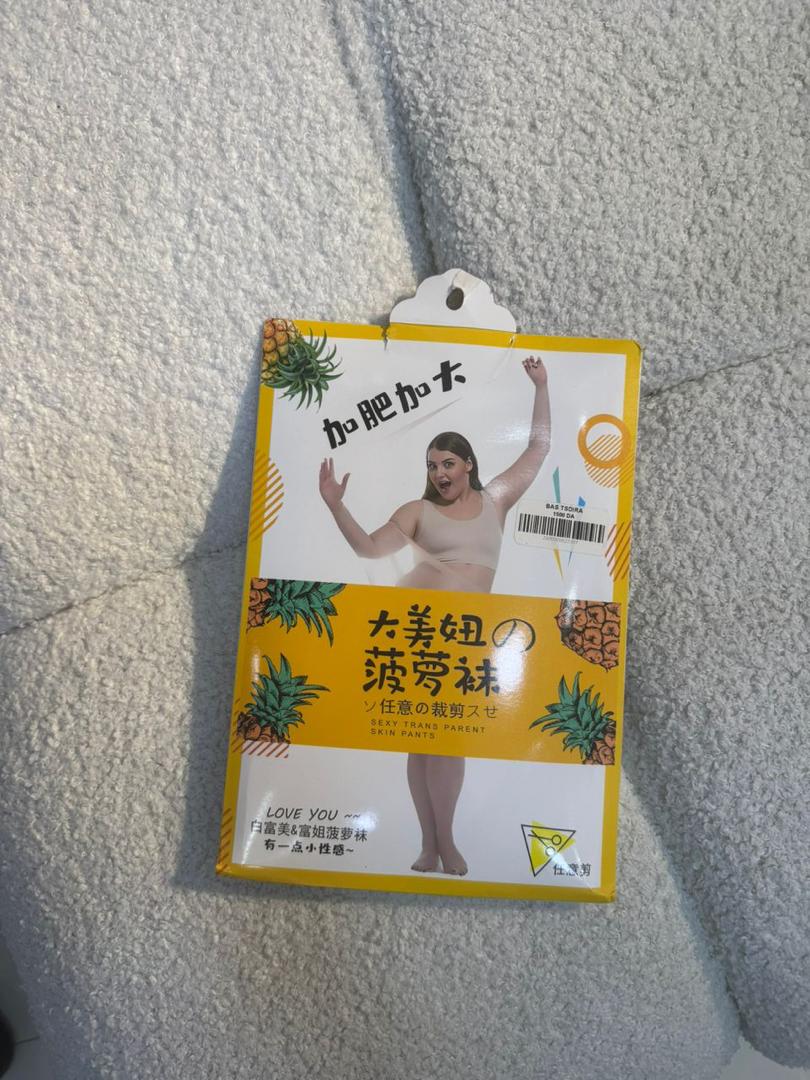 加肥加大
BAS TSOIRA
1500 DA
大美妞の
菠萝袜
ソ任意の裁剪スせ
SEXY TRANS PARENT
SKIN PANTS
LOVE YOU ~~
白富美&富姐菠萝袜
有一点小性感~
任意剪